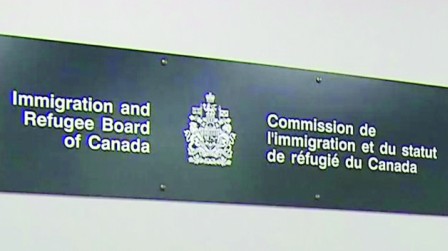 Immigration and
Refugee Board
of Canada
Commission de
l'immigration et du statut
de réfugié du Canada